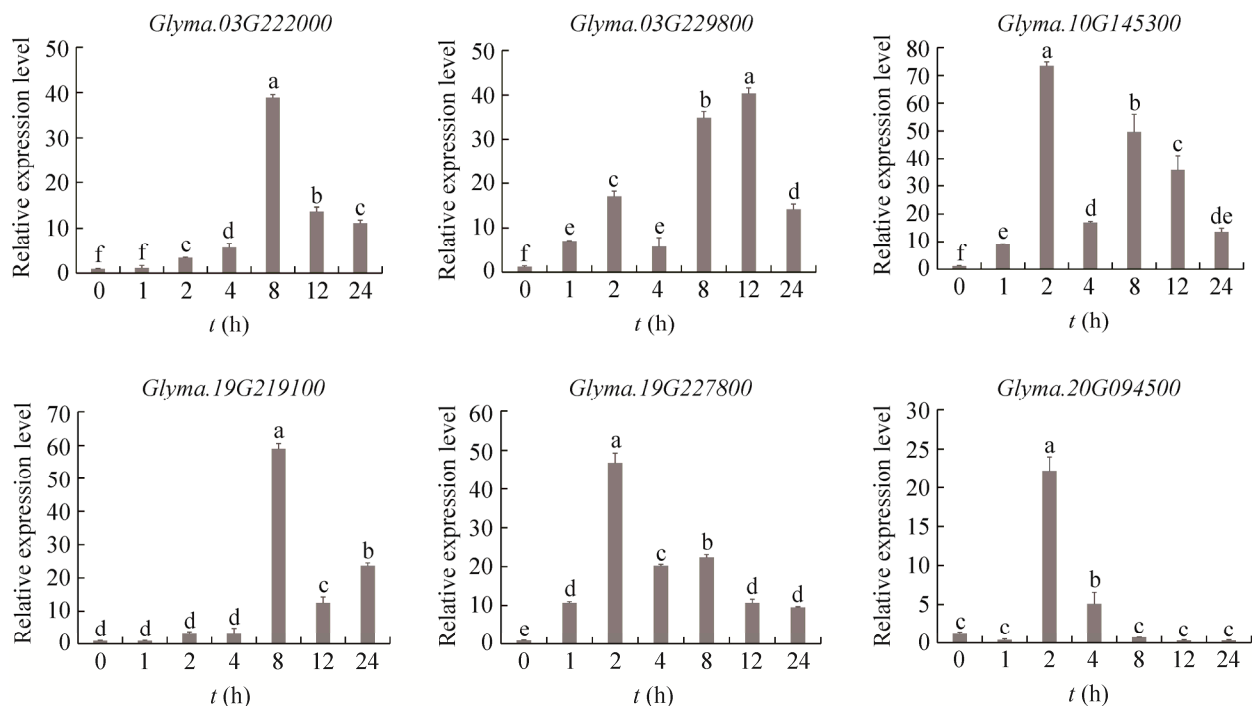 Glyma.03G222000
Relative expression level
50
40
30
20
10
0
f f c d a b c
0 1 2 4 8 12 24
t (h)
Glyma.03G229800
Relative expression level
50
40
30
20
10
0
f e c e b a d
0 1 2 4 8 12 24
t (h)
Glyma.10G145300
Relative expression level
80
70
60
50
40
30
20
10
0
f e a d b c de
0 1 2 4 8 12 24
t (h)
Glyma.19G219100
Relative expression level
70
60
50
40
30
20
10
0
d d d d a c b
0 1 2 4 8 12 24
t (h)
Glyma.19G227800
Relative expression level
60
50
40
30
20
10
0
e d a c b d d
0 1 2 4 8 12 24
t (h)
Glyma.20G094500
Relative expression level
30
25
20
15
10
5
0
c c a b c c c
0 1 2 4 8 12 24
t (h)